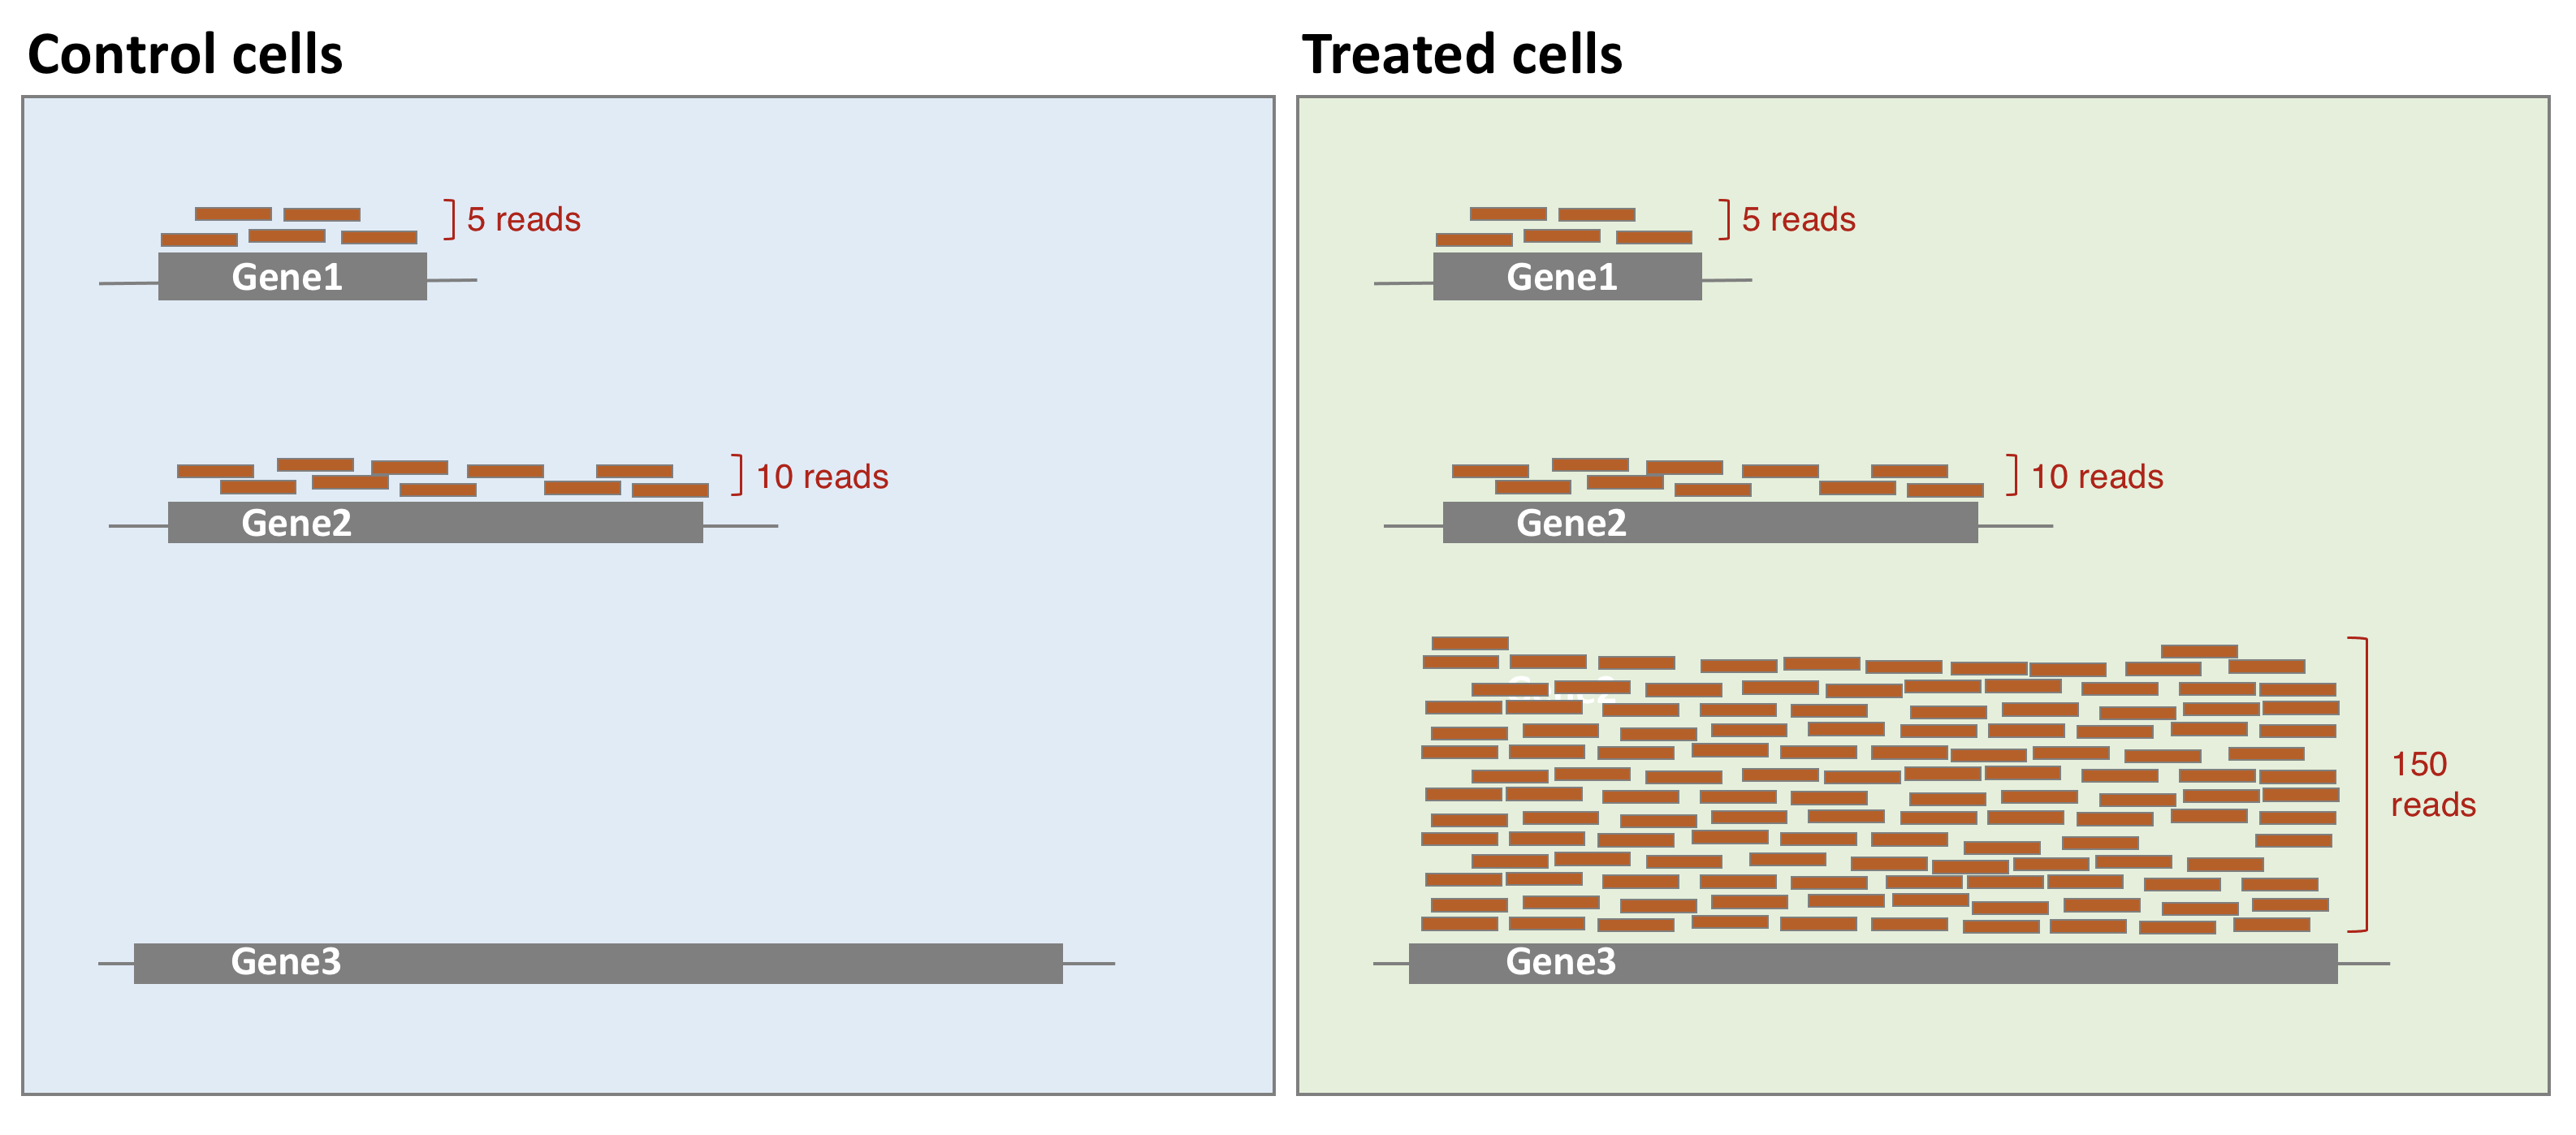 Control cells
5 reads
Gene1
10 reads
Gene2
Gene3
Treated cells
5 reads
Gene1
10 reads
Gene2
150
reads
Gene3